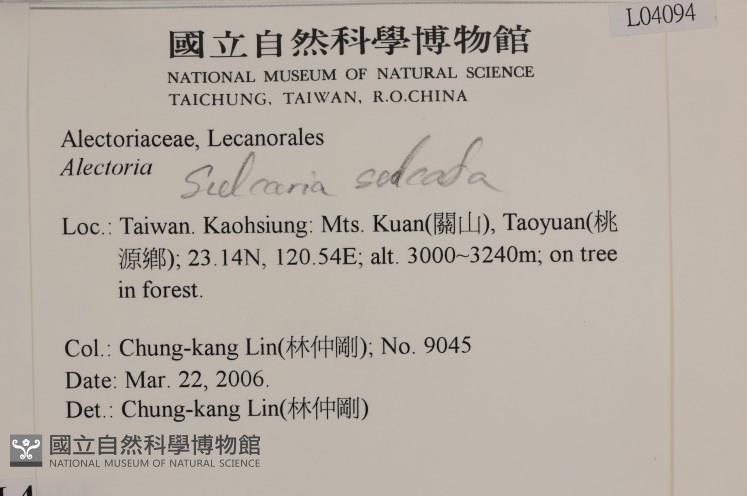 L04094
國立自然科學博物館
NATIONAL MUSEUM OF NATURAL SCIENCE
TAICHUNG, TAIWAN, R.O.CHINA
Alectoriaceae, Lecanorales
Alectoria Sulcaria sulcata
Loc.: Taiwan. Kaohsiung: Mts. Kuan(關山), Taoyuan(桃
源鄉); 23.14N, 120.54E; alt. 3000~3240m; on tree
in forest.
Col.: Chung-kang Lin(林仲剛); No. 9045
Date: Mar. 22, 2006.
Det.: Chung-kang Lin(林仲剛)
國立自然科學博物館
NATIONAL MUSEUM OF NATURAL SCIENCE